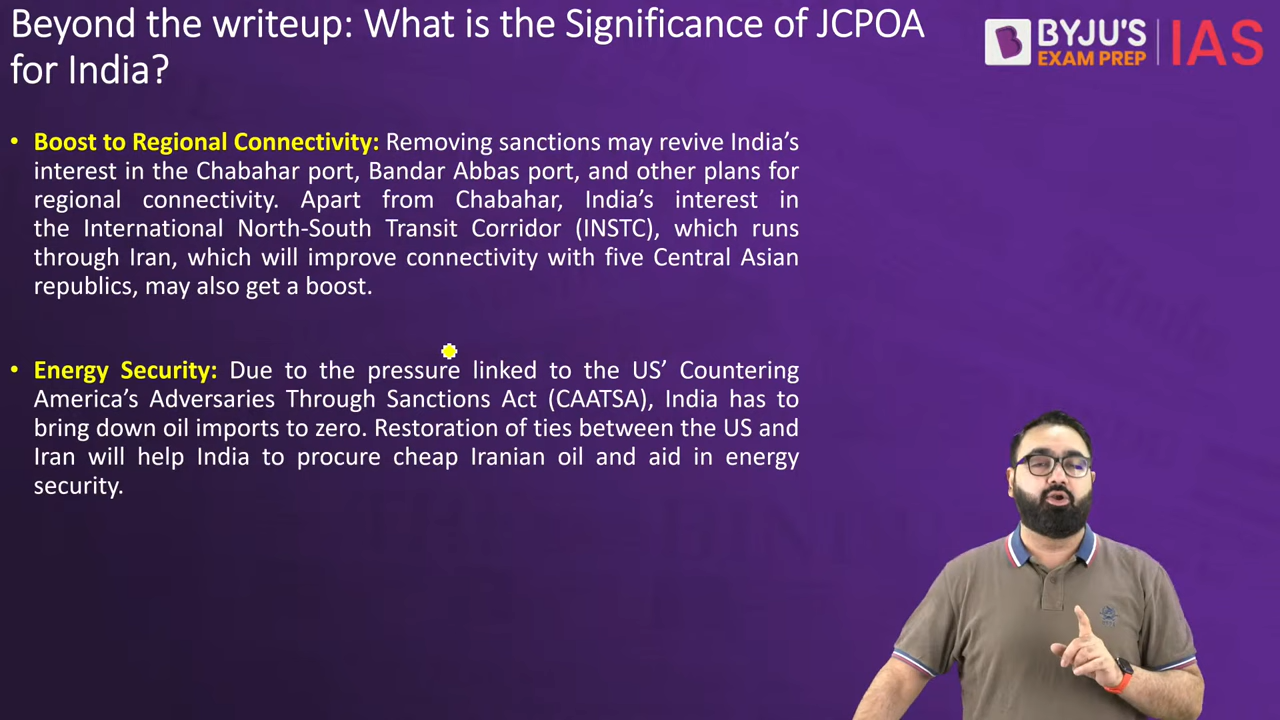 Beyond the writeup: What is the Significance of JCPOA
for India?
BYJU'S
EXAM PREP
IAS
• Boost to Regional Connectivity: Removing sanctions may revive India's
interest in the Chabahar port, Bandar Abbas port, and other plans for
regional connectivity. Apart from Chabahar, India's interest in
the International North-South Transit Corridor (INSTC), which runs
through Iran, which will improve connectivity with five Central Asian
republics, may also get a boost.
• Energy Security: Due to the pressure linked to the US' Countering
America's Adversaries Through Sanctions Act (CAATSA), India has to
bring down oil imports to zero. Restoration of ties between the US and
Iran will help India to procure cheap Iranian oil and aid in energy
security.